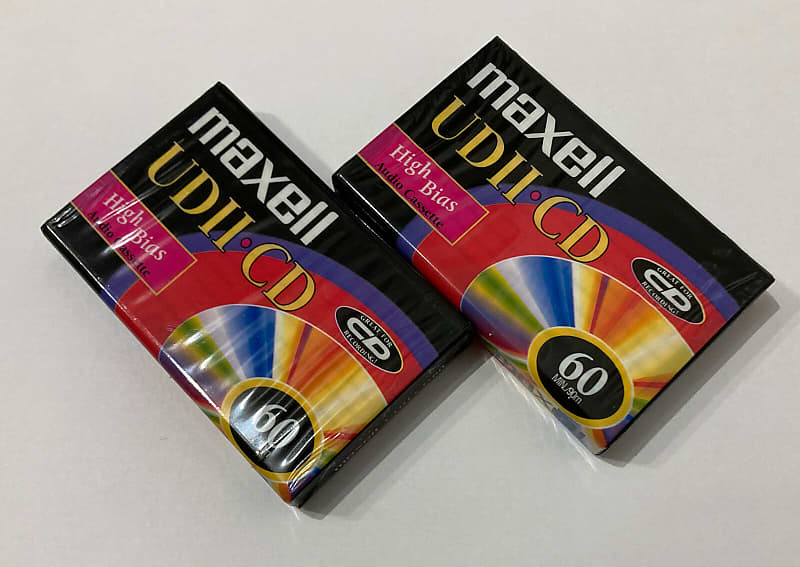 maxell
UDII·CD
High Bias
Audio Cassette
GREAT FOR
CD
RECORDING!
60
maxell
UDII·CD
High Bias
Audio Cassette
GREAT FOR
CD
RECORDING!
60
MIN./90m